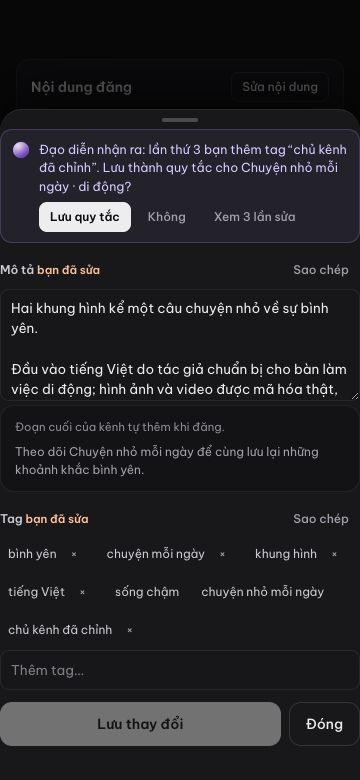 Nội dung đăng
Sửa nội dung
Đạo diễn nhận ra: lần thứ 3 bạn thêm tag “chủ kênh
đã chỉnh”. Lưu thành quy tắc cho Chuyện nhỏ mỗi
ngày · di động?
Lưu quy tắc
Không
Xem 3 lần sửa
Mô tả bạn đã sửa
Sao chép
Hai khung hình kể một câu chuyện nhỏ về sự bình
yên.
Đầu vào tiếng Việt do tác giả chuẩn bị cho bàn làm
việc di động; hình ảnh và video được mã hóa thật,
Đoạn cuối của kênh tự thêm khi đăng.
Theo dõi Chuyện nhỏ mỗi ngày để cùng lưu lại những
khoảnh khắc bình yên.
Tag bạn đã sửa
Sao chép
bình yên × chuyện mỗi ngày × khung hình ×
tiếng Việt × sống chậm chuyện nhỏ mỗi ngày
chủ kênh đã chỉnh ×
Thêm tag...
Lưu thay đổi
Đóng